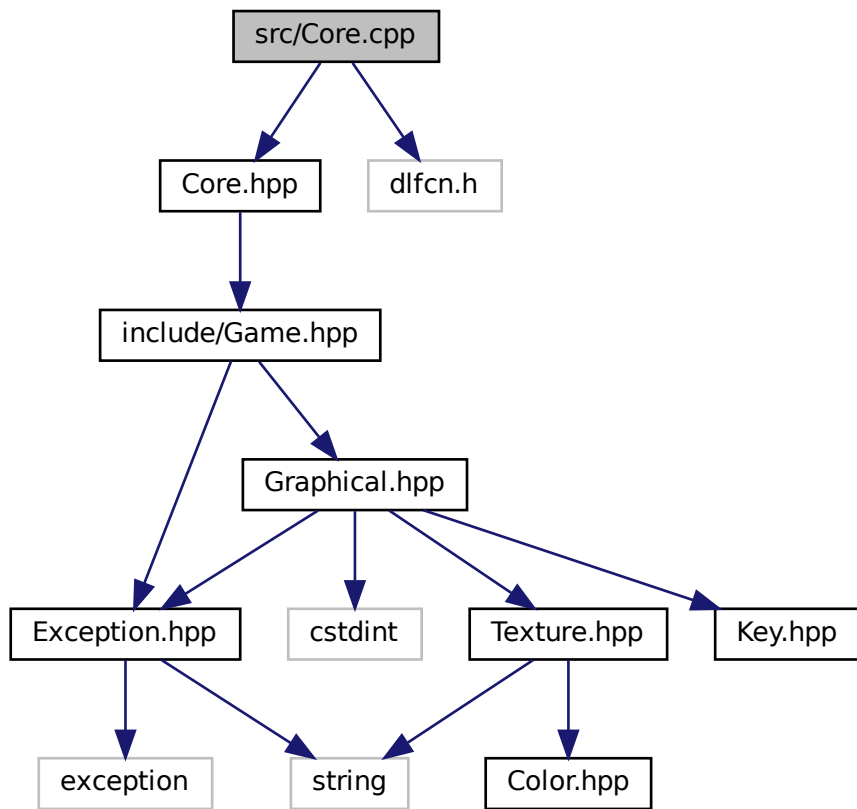 src/Core.cpp
Core.hpp
dlfcn.h
include/Game.hpp
Graphical.hpp
Exception.hpp
cstdint
Texture.hpp
Key.hpp
exception
string
Color.hpp